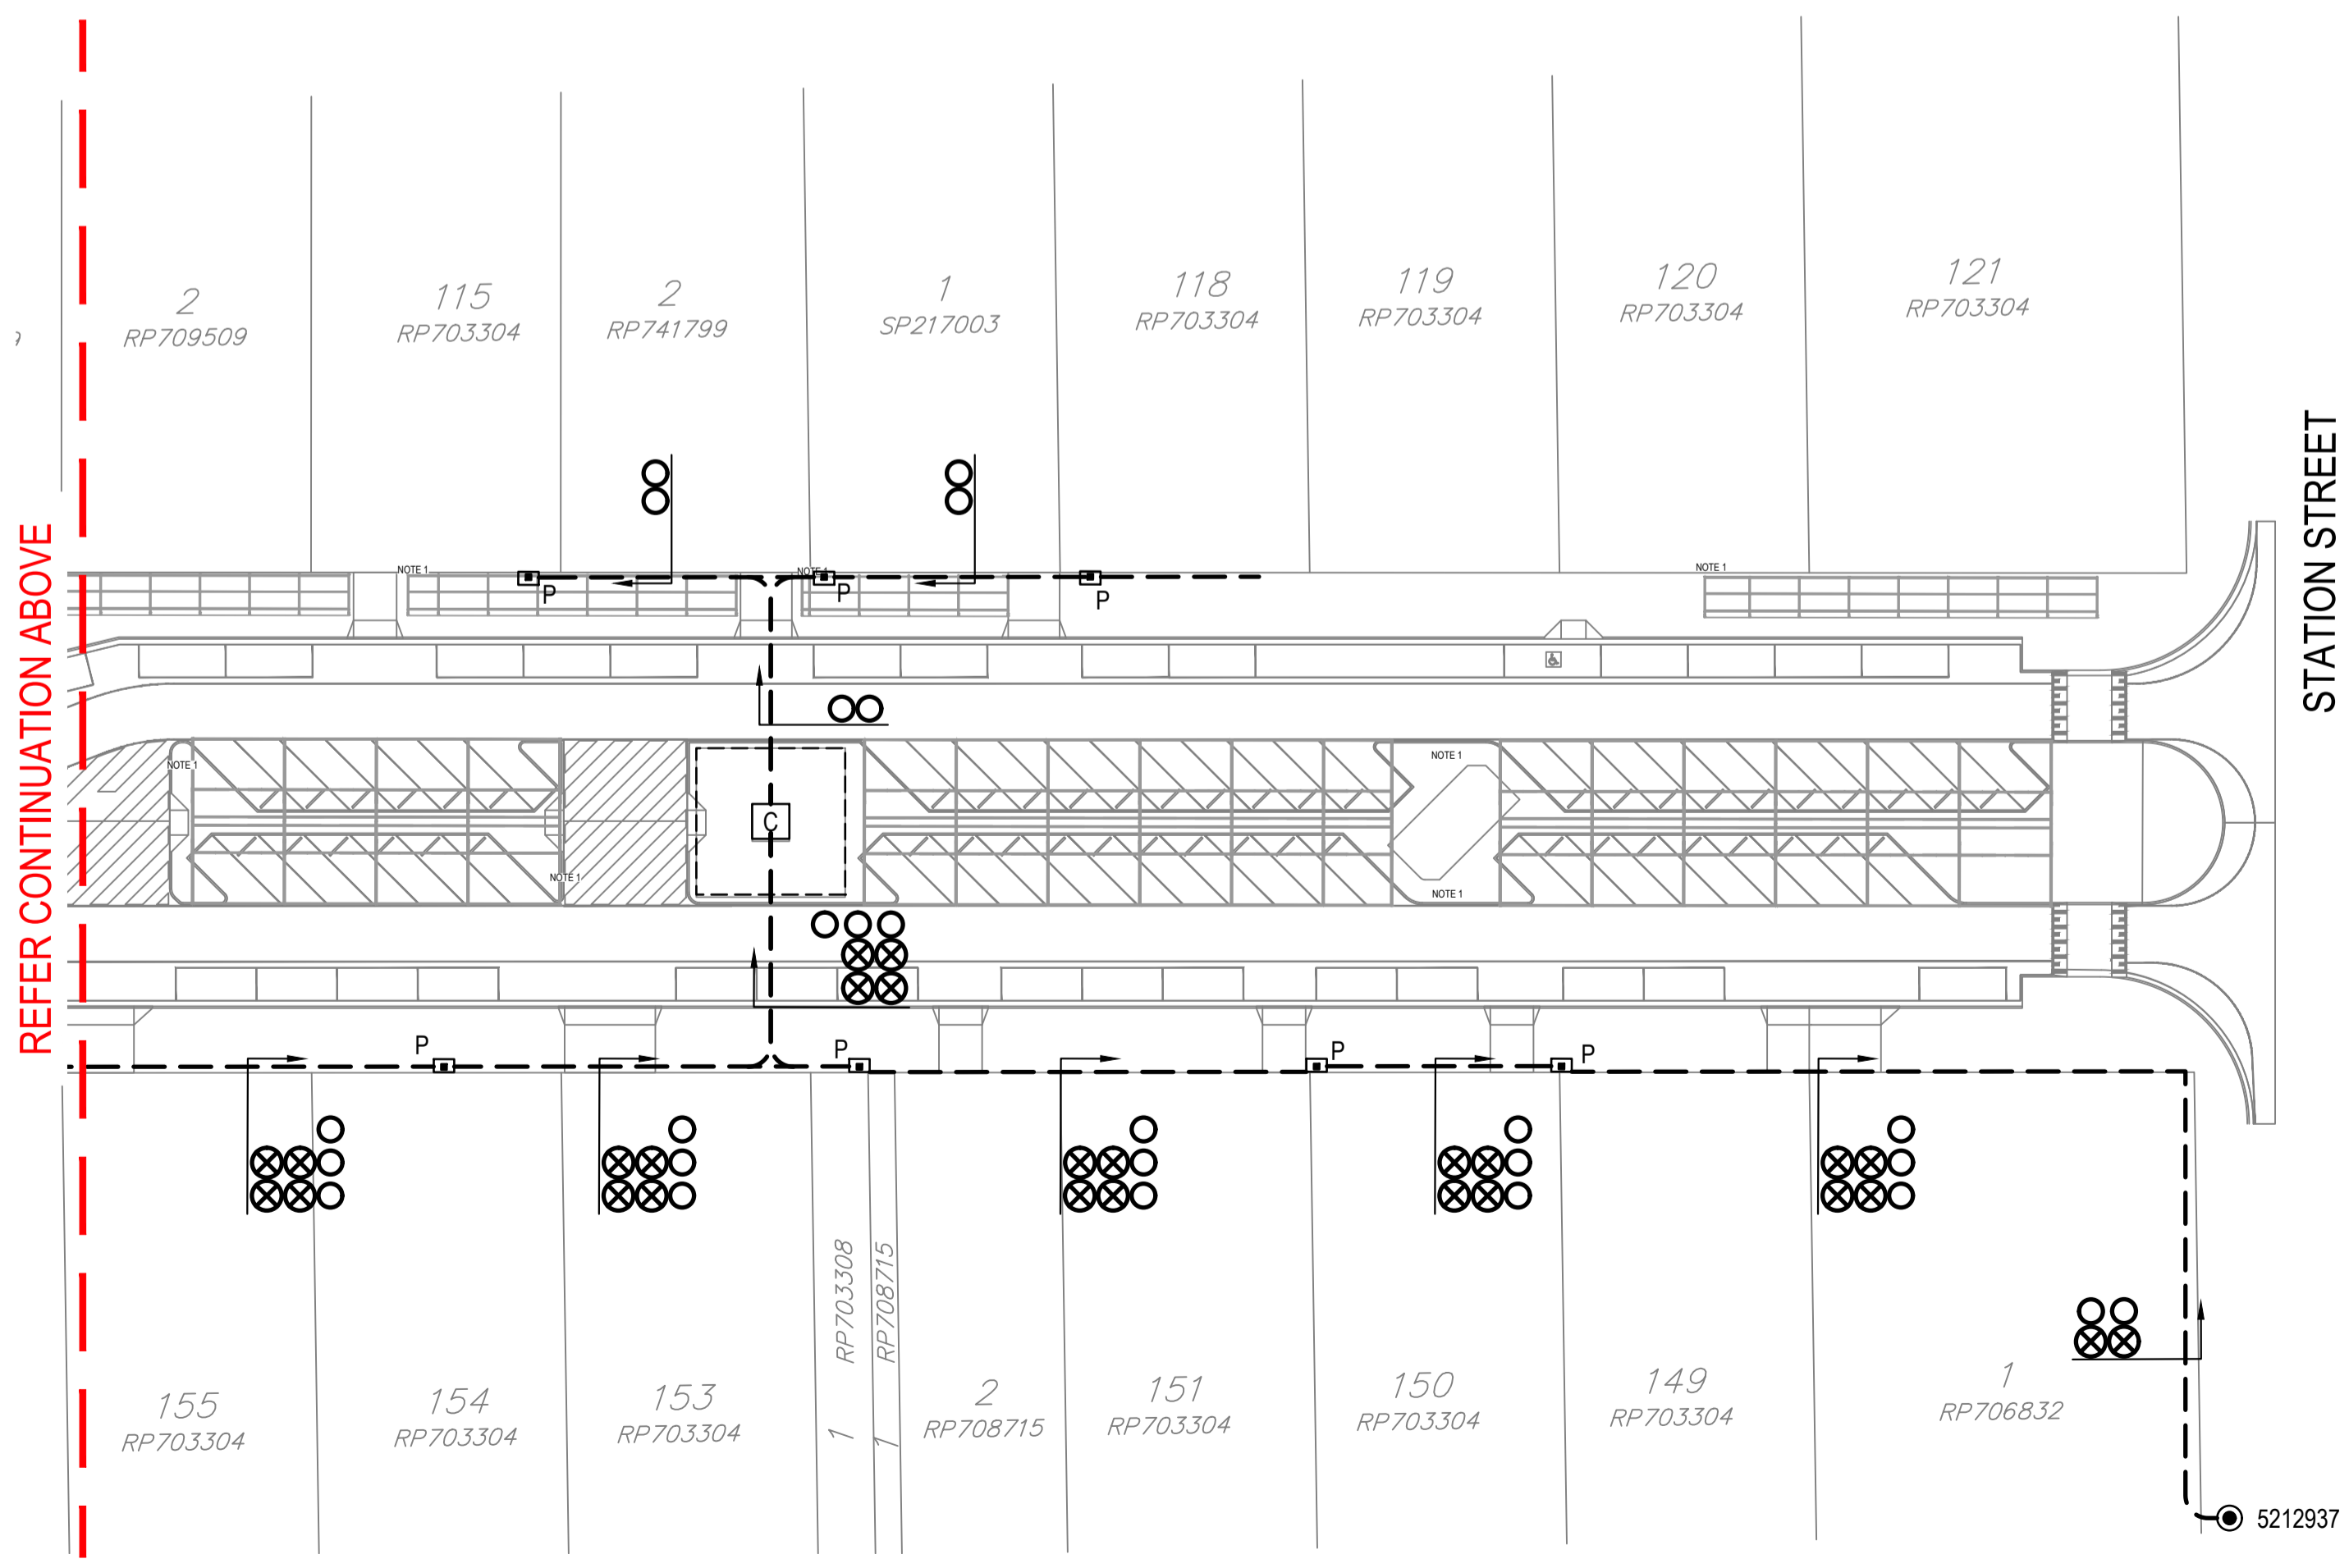 121
RP703304
120
RP703304
119
RP703304
118
RP703304
1
SP217003
2
RP741799
115
RP703304
2
RP709509
9
STATION STREET
REFER CONTINUATION ABOVE
NOTE 1
NOTE 1
NOTE 1
P
P
P
NOTE 1
NOTE 1
C
NOTE 1
NOTE 1
P
P
P
P
1 RP703308
1 RP708715
155
RP703304
154
RP703304
153
RP703304
2
RP708715
151
RP703304
150
RP703304
149
RP703304
1
RP706832
5212937